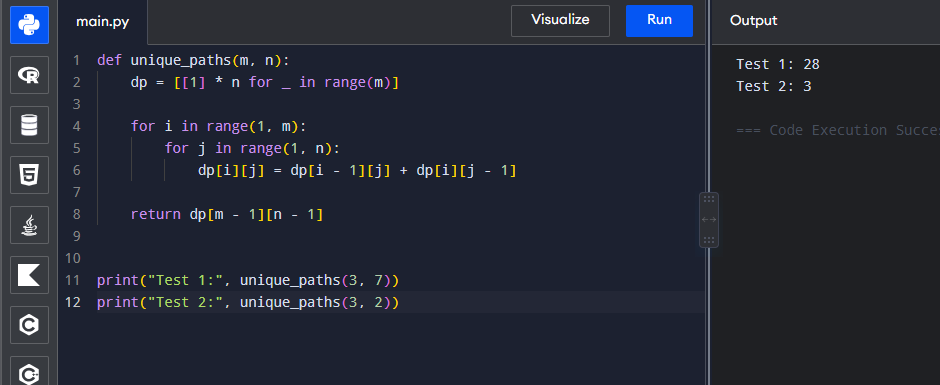 main.py
Visualize
Run
Output
1 def unique_paths(m, n):
2     dp = [[1] * n for _ in range(m)]
3
4     for i in range(1, m):
5         for j in range(1, n):
6             dp[i][j] = dp[i - 1][j] + dp[i][j - 1]
7
8     return dp[m - 1][n - 1]
9
10
11 print("Test 1:", unique_paths(3, 7))
12 print("Test 2:", unique_paths(3, 2))
Test 1: 28
Test 2: 3
=== Code Execution Succe